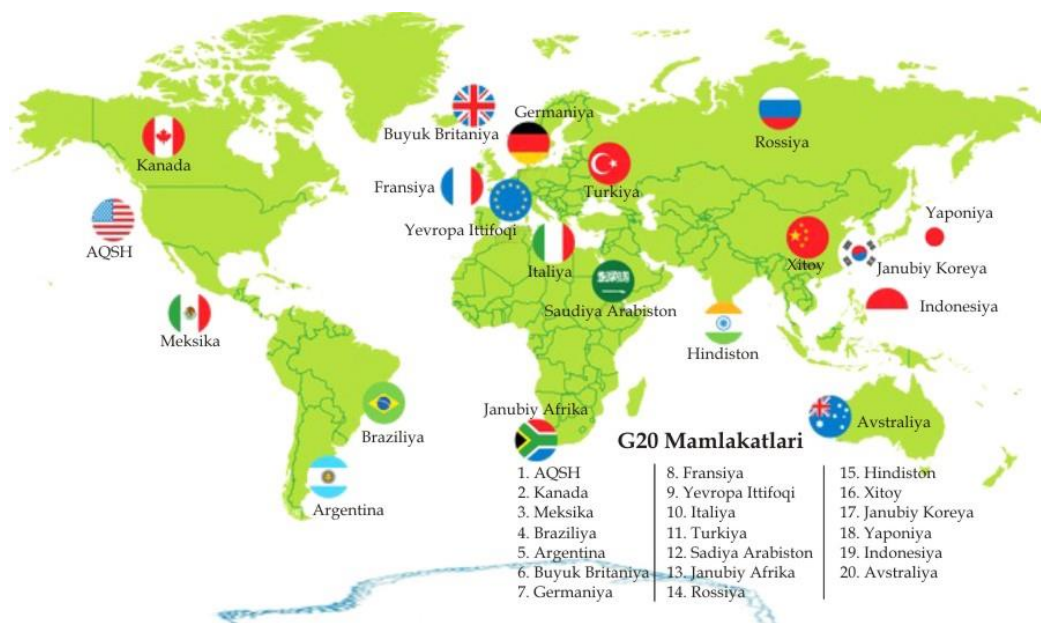 Germaniya
Buyuk Britaniya
Rossiya
Kanada
Fransiya
Turkiya
Yaponiya
AQSH
Yevropa Ittifoqi
Italiya
Xitoy
Janubiy Koreya
Saudiya Arabiston
Indonesiya
Meksika
Hindiston
Janubiy Afrika
Avstraliya
Braziliya
Argentina
G20 Mamlakatlari
1. AQSH
2. Kanada
3. Meksika
4. Braziliya
5. Argentina
6. Buyuk Britaniya
7. Germaniya
8. Fransiya
9. Yevropa Ittifoqi
10. Italiya
11. Turkiya
12. Sadiya Arabiston
13. Janubiy Afrika
14. Rossiya
15. Hindiston
16. Xitoy
17. Janubiy Koreya
18. Yaponiya
19. Indonesiya
20. Avstraliya